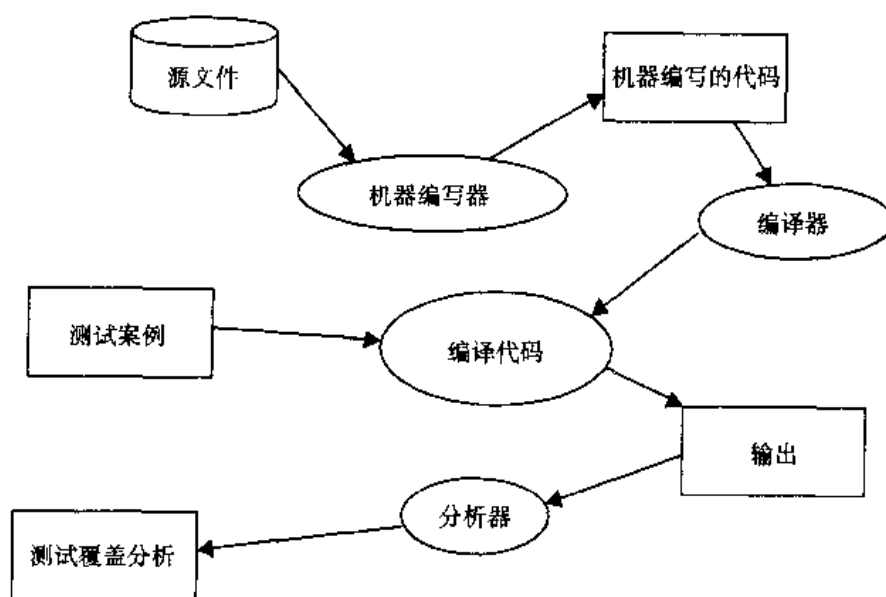 源文件
机器编写的代码
机器编写器
编译器
测试案例
编译代码
输出
分析器
测试覆盖分析